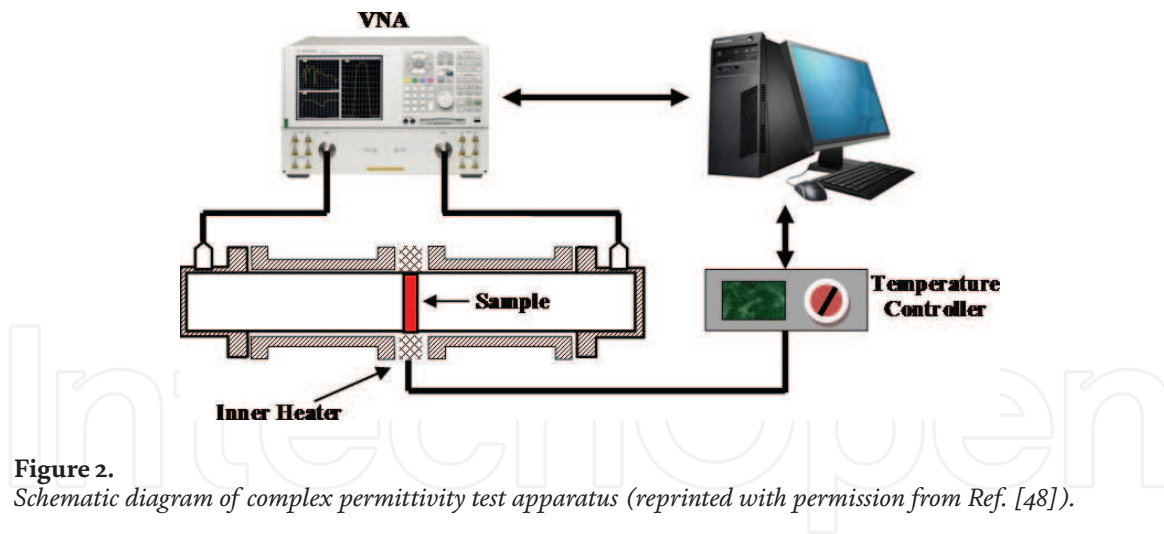 VNA
Sample
Temperature
Controller
Inner Heater
IntechOpen
Figure 2.
Schematic diagram of complex permittivity test apparatus (reprinted with permission from Ref. [48]).